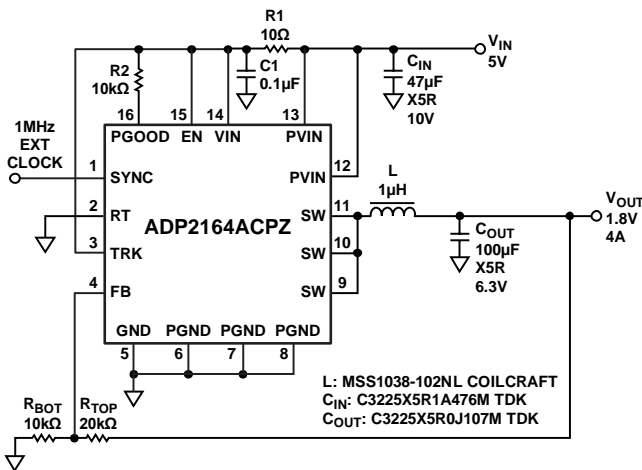 R1
10Ω
VIN
5V
R2
10kΩ
C1
0.1µF
CIN
47µF
X5R
10V
16
15
14
13
PGOOD
EN
VIN
PVIN
1MHz
EXT
CLOCK
1
SYNC
PVIN
12
2
RT
ADP2164ACPZ
SW
11
L
1µH
VOUT
1.8V
4A
3
TRK
SW
10
COUT
100µF
X5R
6.3V
4
FB
SW
9
GND
PGND
PGND
PGND
5
6
7
8
L: MSS1038-102NL COILCRAFT
CIN: C3225X5R1A476M TDK
COUT: C3225X5R0J107M TDK
RBOT
10kΩ
RTOP
20kΩ